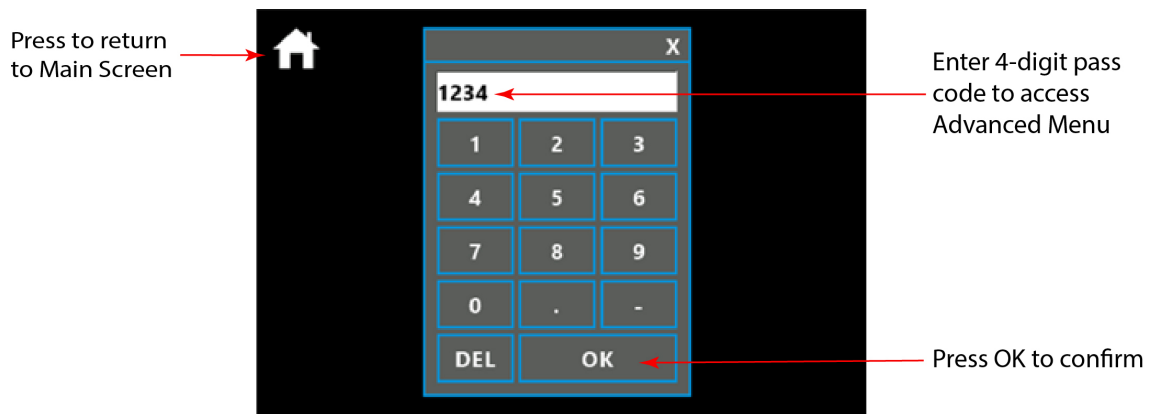 Press to return
to Main Screen
X
1234
Enter 4-digit pass
code to access
Advanced Menu
1 2 3
4 5 6
7 8 9
0 . -
DEL OK
Press OK to confirm